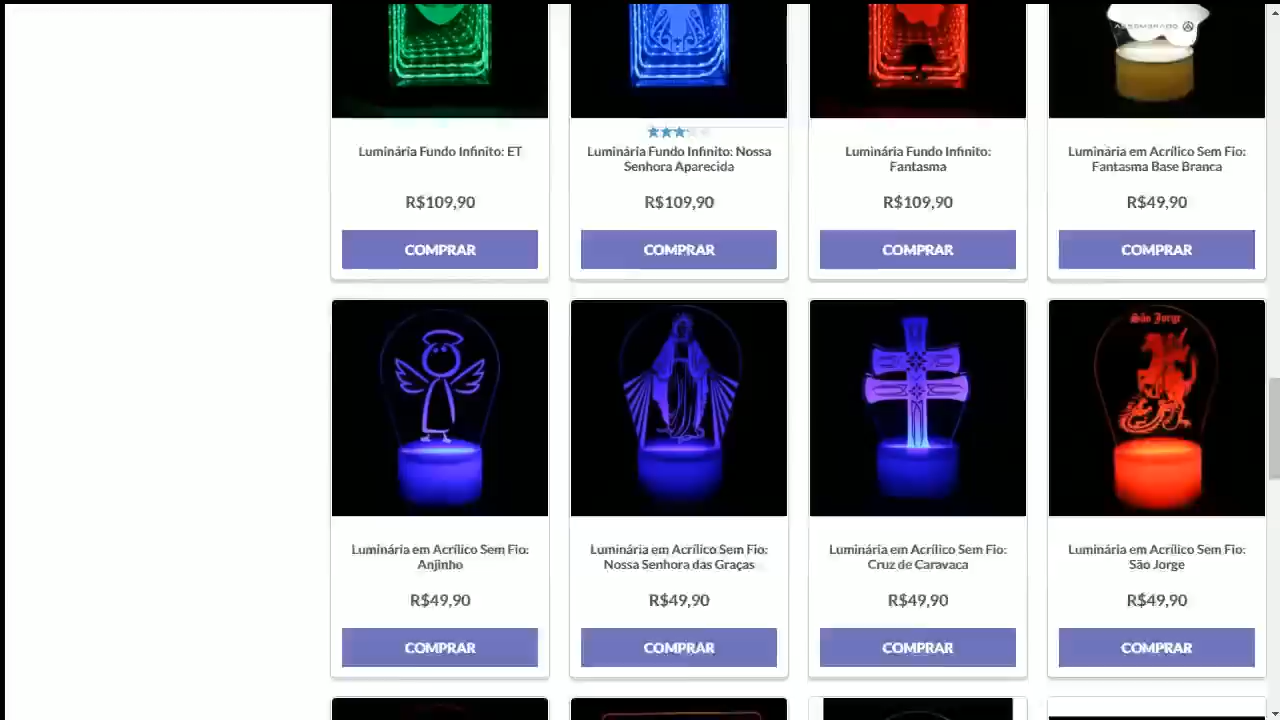 ASSOMBRADO
Luminária Fundo Infinito: ET
R$109,90
COMPRAR
Luminária Fundo Infinito: Nossa
Senhora Aparecida
R$109,90
COMPRAR
Luminária Fundo Infinito:
Fantasma
R$109,90
COMPRAR
Luminária em Acrílico Sem Fio:
Fantasma Base Branca
R$49,90
COMPRAR
Luminária em Acrílico Sem Fio:
Anjinho
R$49,90
COMPRAR
Luminária em Acrílico Sem Fio:
Nossa Senhora das Graças
R$49,90
COMPRAR
Luminária em Acrílico Sem Fio:
Cruz de Caravaca
R$49,90
COMPRAR
São Jorge
Luminária em Acrílico Sem Fio:
São Jorge
R$49,90
COMPRAR